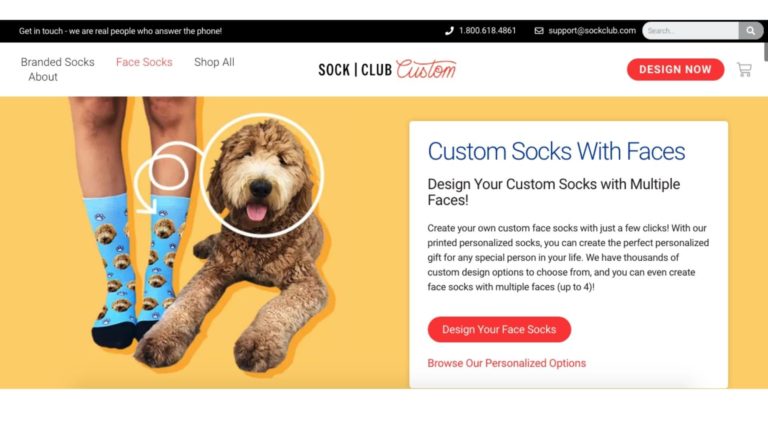 Get in touch - we are real people who answer the phone!
1.800.618.4861
support@sockclub.com
Search...
Branded Socks
Face Socks
Shop All
About
SOCK | CLUB Custom
DESIGN NOW
Custom Socks With Faces
Design Your Custom Socks with Multiple
Faces!
Create your own custom face socks with just a few clicks! With our
printed personalized socks, you can create the perfect personalized
gift for any special person in your life. We have thousands of
custom design options to choose from, and you can even create
face socks with multiple faces (up to 4)!
Design Your Face Socks
Browse Our Personalized Options